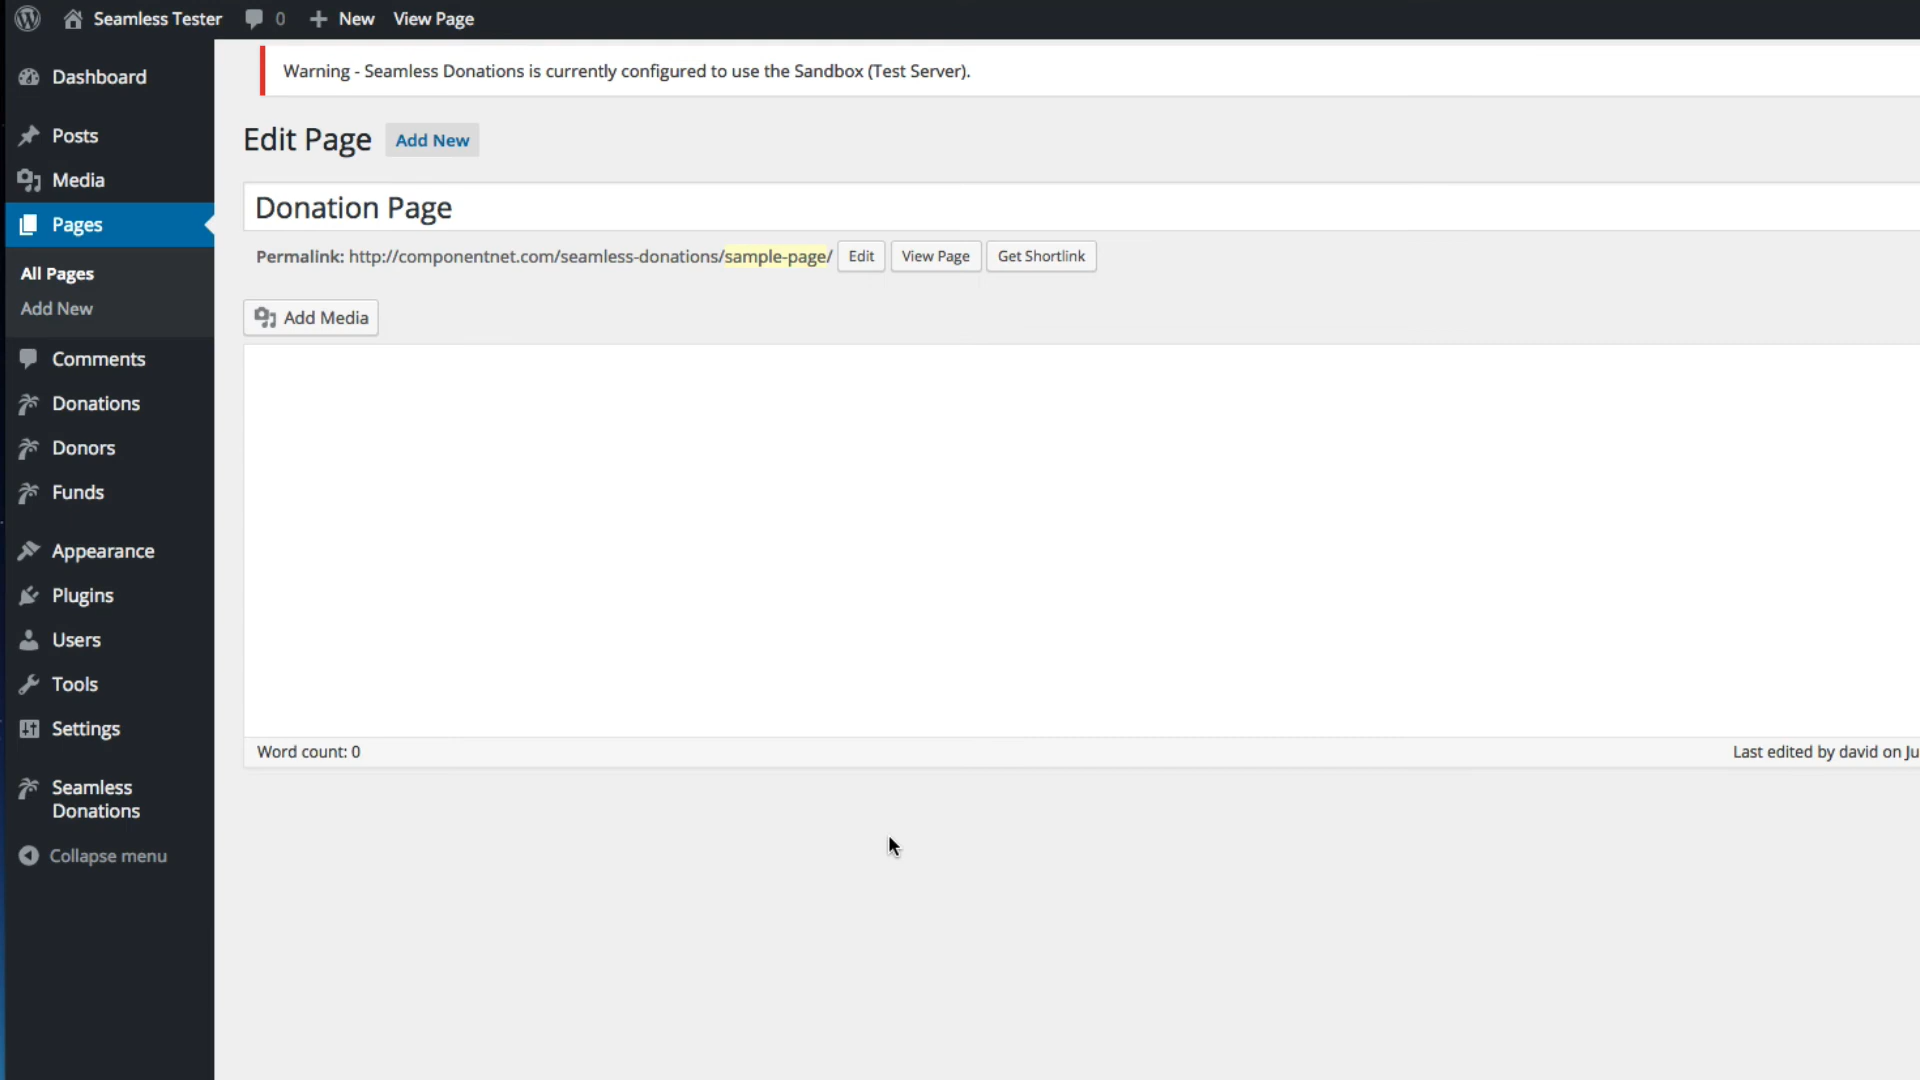 Seamless Tester 0 New View Page
Dashboard
Posts
Media
Pages
All Pages
Add New
Comments
Donations
Donors
Funds
Appearance
Plugins
Users
Tools
Settings
Seamless
Donations
Collapse menu
Warning - Seamless Donations is currently configured to use the Sandbox (Test Server).
Edit Page Add New
Donation Page
Permalink: http://componentnet.com/seamless-donations/sample-page/ Edit View Page Get Shortlink
Add Media
Word count: 0 Last edited by david on Ju